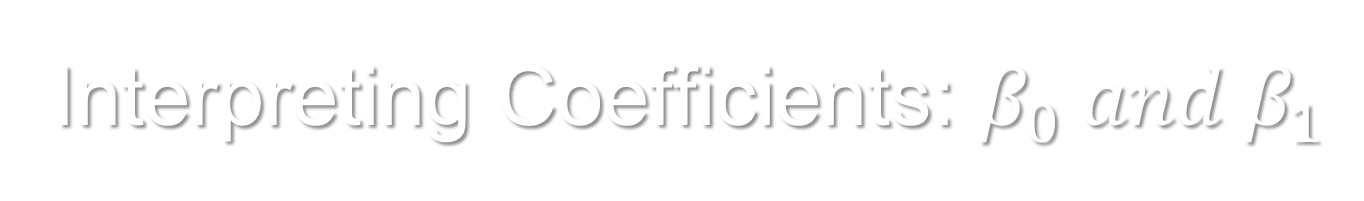 Interpreting Coefficients: β₀ and β₁